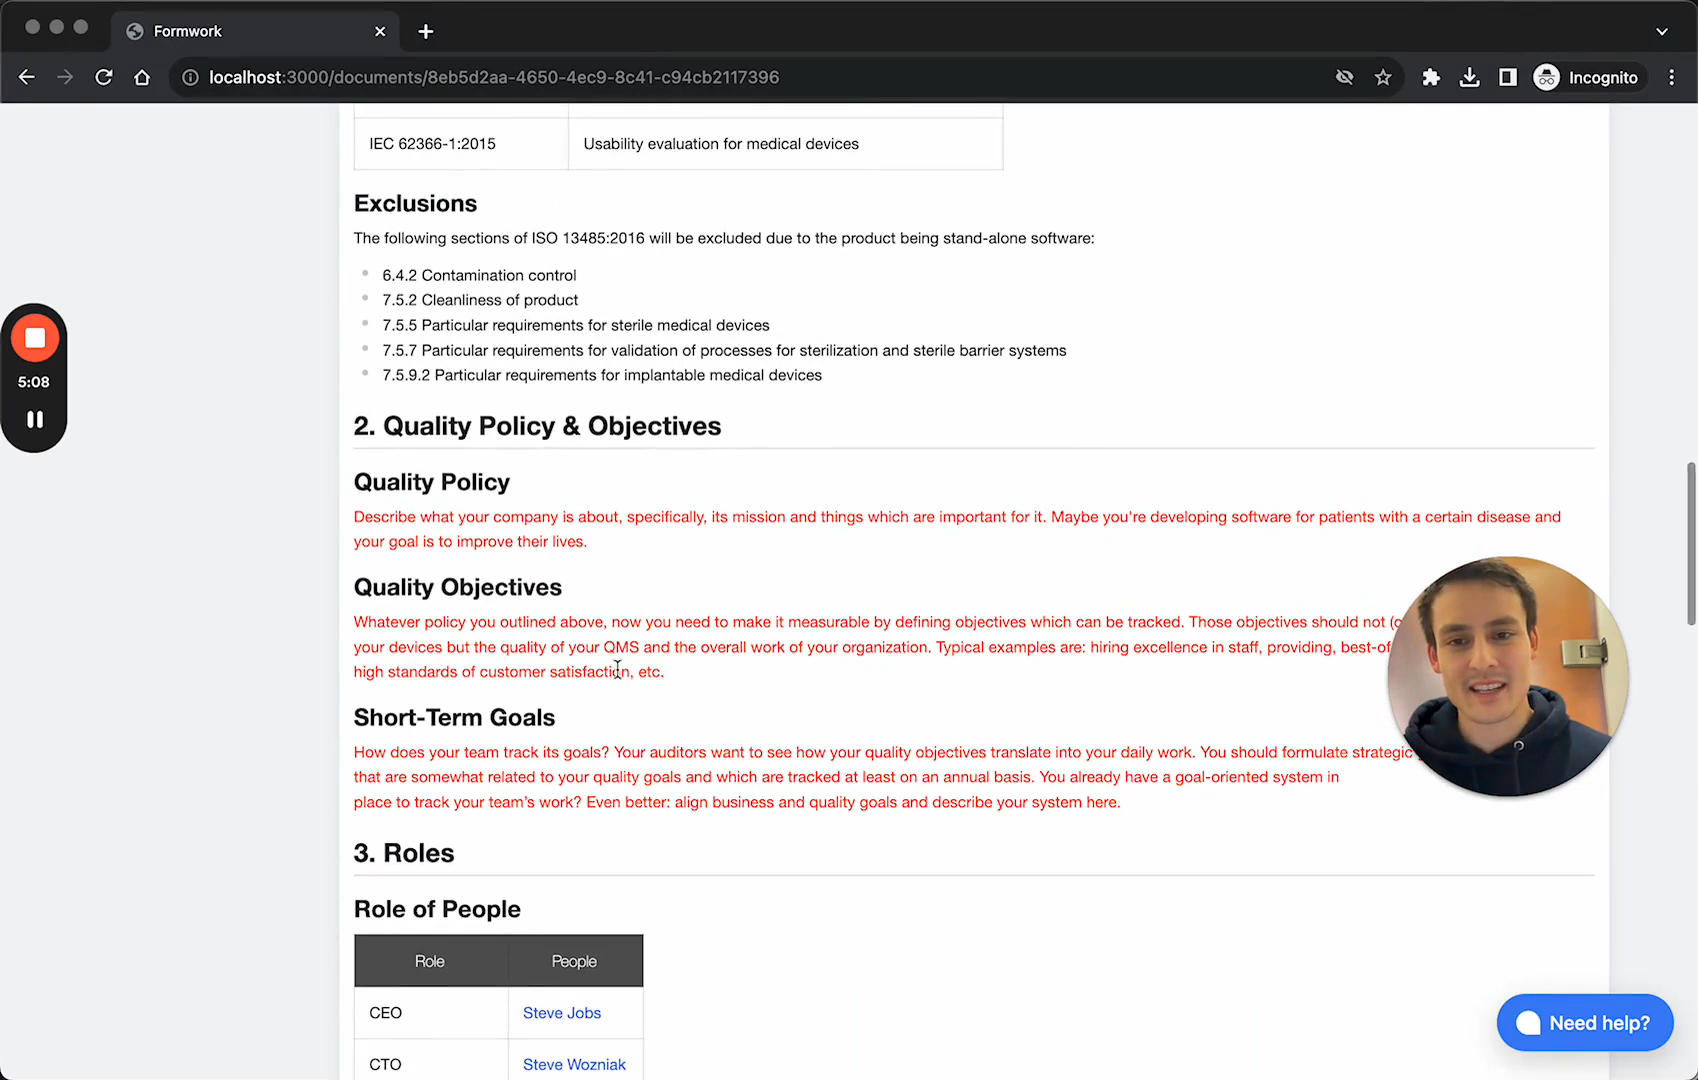 Formwork
localhost:3000/documents/8eb5d2aa-4650-4ec9-8c41-c94cb2117396
Incognito
IEC 62366-1:2015 Usability evaluation for medical devices
Exclusions
The following sections of ISO 13485:2016 will be excluded due to the product being stand-alone software:
6.4.2 Contamination control
7.5.2 Cleanliness of product
7.5.5 Particular requirements for sterile medical devices
7.5.7 Particular requirements for validation of processes for sterilization and sterile barrier systems
7.5.9.2 Particular requirements for implantable medical devices
5:08
2. Quality Policy & Objectives
Quality Policy
Describe what your company is about, specifically, its mission and things which are important for it. Maybe you're developing software for patients with a certain disease and
your goal is to improve their lives.
Quality Objectives
Whatever policy you outlined above, now you need to make it measurable by defining objectives which can be tracked. Those objectives should not
your devices but the quality of your QMS and the overall work of your organization. Typical examples are: hiring excellence in staff, providing, best-of
high standards of customer satisfaction, etc.
Short-Term Goals
How does your team track its goals? Your auditors want to see how your quality objectives translate into your daily work. You should formulate strategic
that are somewhat related to your quality goals and which are tracked at least on an annual basis. You already have a goal-oriented system in
place to track your team’s work? Even better: align business and quality goals and describe your system here.
3. Roles
Role of People
Role People
CEO Steve Jobs
CTO Steve Wozniak
Need help?